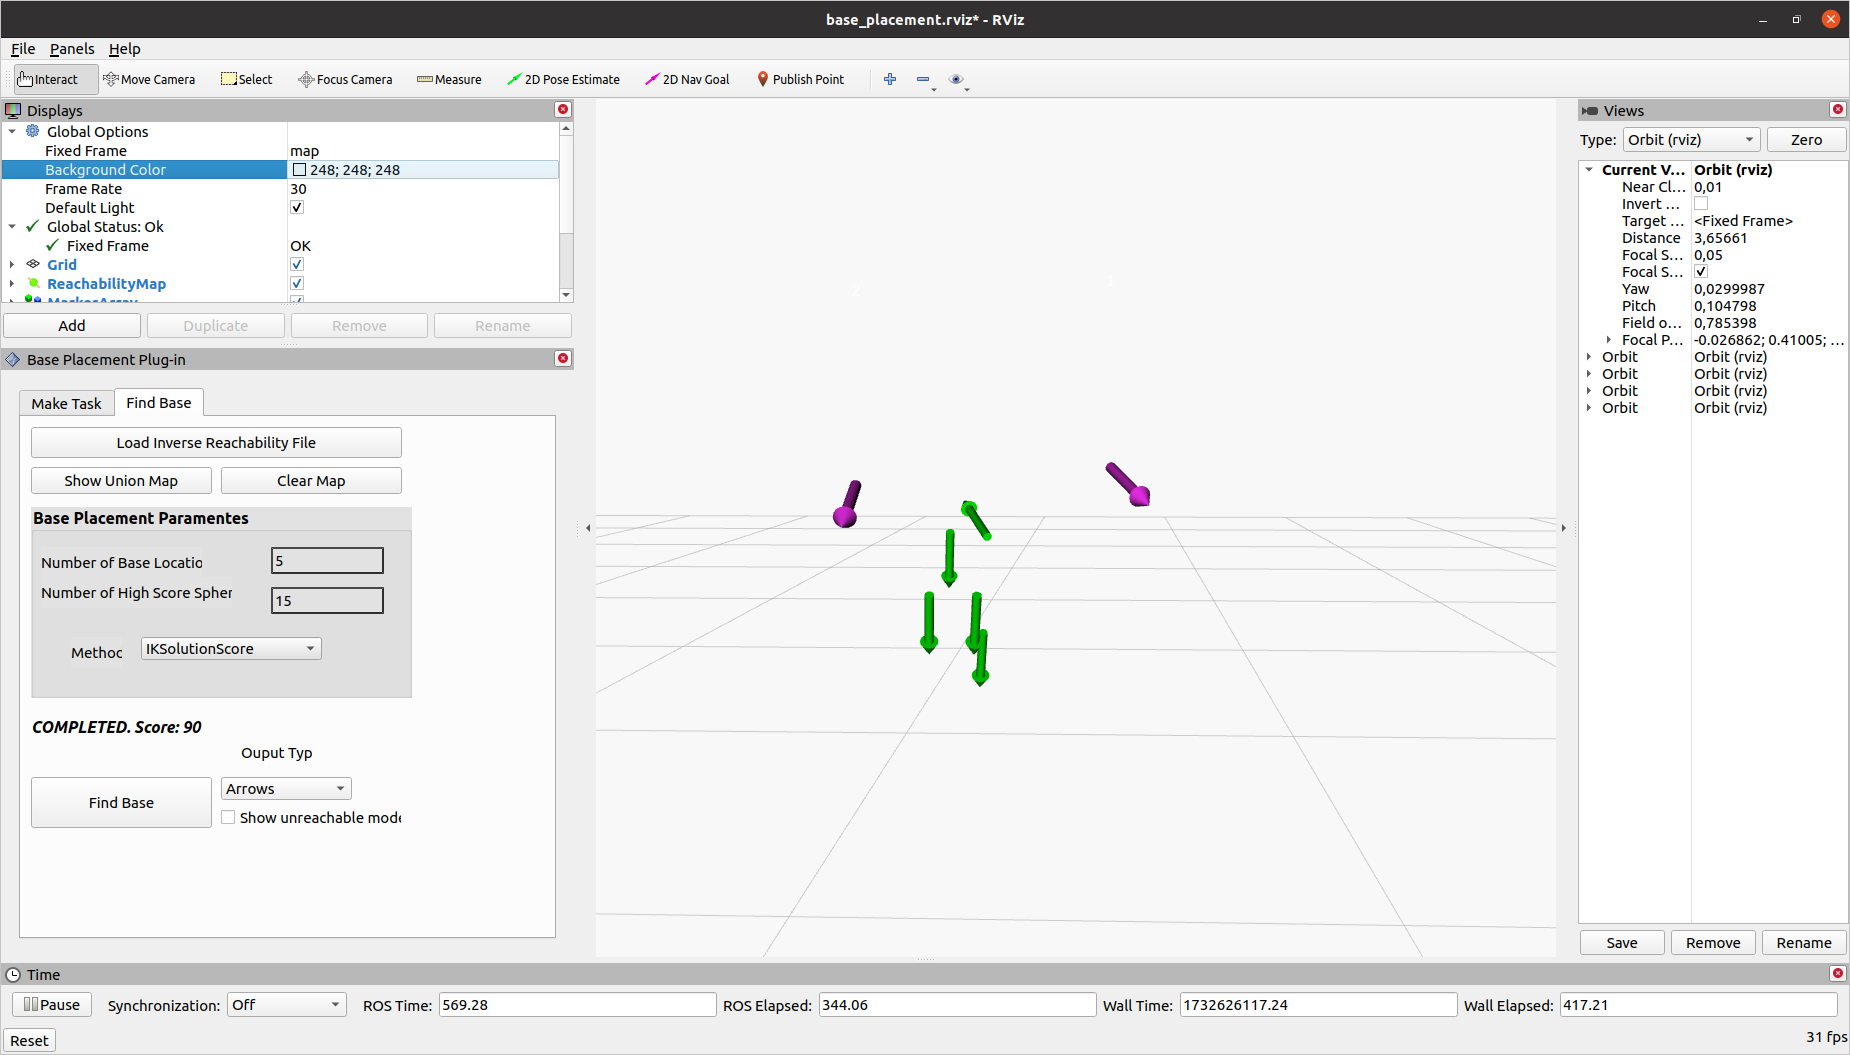 base_placement.rviz* - RViz
File Panels Help
Interact Move Camera Select Focus Camera Measure 2D Pose Estimate 2D Nav Goal Publish Point
Displays
Global Options
Fixed Frame map
Background Color 248; 248; 248
Frame Rate 30
Default Light
Global Status: Ok
Fixed Frame OK
Grid
ReachabilityMap
MarkerArray
Add Duplicate Remove Rename
Base Placement Plug-in
Make Task Find Base
Load Inverse Reachability File
Show Union Map Clear Map
Base Placement Paramentes
Number of Base Locatio 5
Number of High Score Spher 15
Method IKSolutionScore
COMPLETED. Score: 90
Ouput Typ
Find Base Arrows
Show unreachable mode
2
1
Views
Type: Orbit (rviz) Zero
Current V... Orbit (rviz)
Near Cl... 0,01
Invert ...
Target ... <Fixed Frame>
Distance 3,65661
Focal S... 0,05
Focal S...
Yaw 0,0299987
Pitch 0,104798
Field o... 0,785398
Focal P... -0.026862; 0.41005; ...
Orbit Orbit (rviz)
Orbit Orbit (rviz)
Orbit Orbit (rviz)
Orbit Orbit (rviz)
Save Remove Rename
Time
Pause Synchronization: Off ROS Time: 569.28 ROS Elapsed: 344.06 Wall Time: 1732626117.24 Wall Elapsed: 417.21
Reset 31 fps